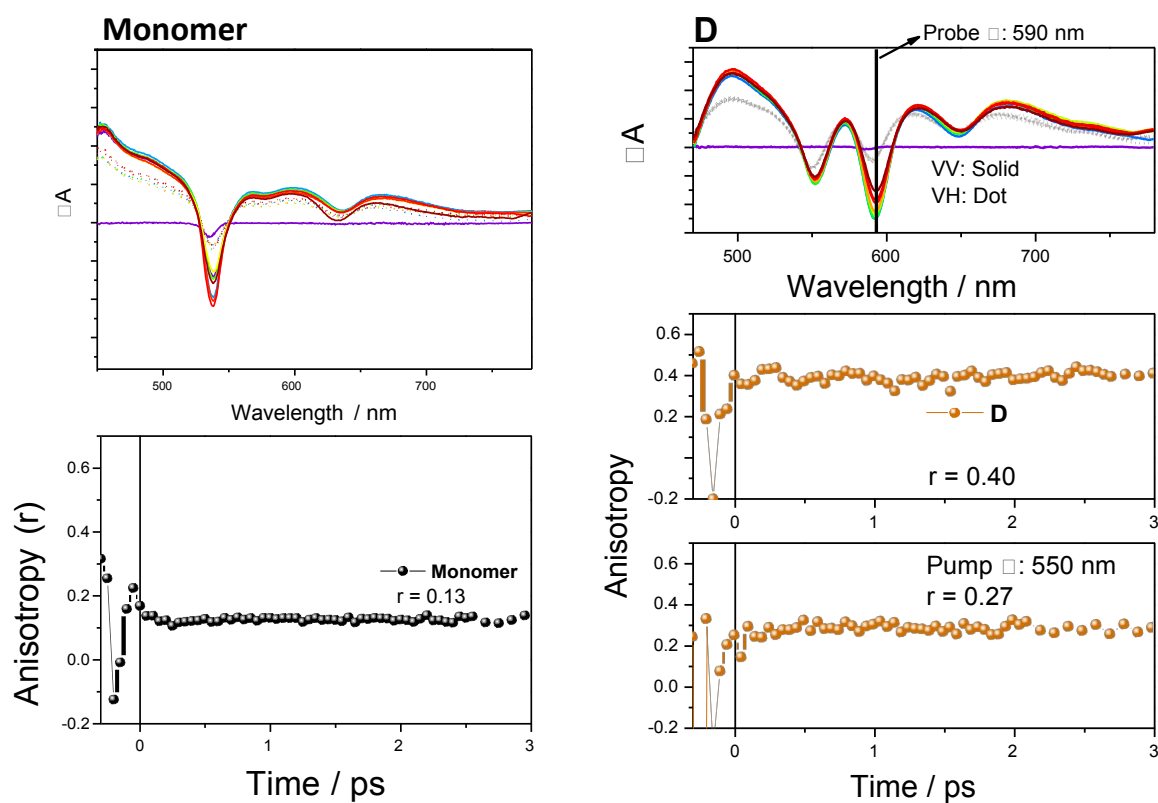 Monomer
□A
500
600
700
Wavelength / nm
Anisotropy (r)
0.6
0.4
0.2
0.0
-0.2
Monomer
r = 0.13
0
1
2
3
Time / ps
D
Probe □: 590 nm
□A
VV: Solid
VH: Dot
500
600
700
Wavelength / nm
Anisotropy
0.6
0.4
0.2
-0.2
D
r = 0.40
0
1
2
3
Pump □: 550 nm
r = 0.27
0.6
0.4
0.2
0.0
-0.2
0
1
2
3
Time / ps